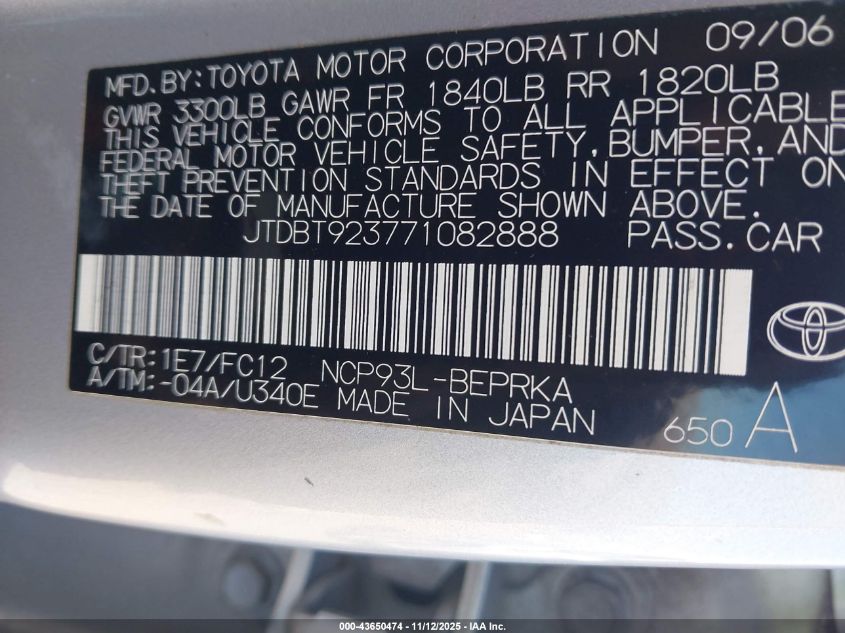 MFD.BY:TOYOTA MOTOR CORPORATION 09/06
GVWR 3300LB GAWR FR 1840LB RR 1820LB
THIS VEHICLE CONFORMS TO ALL APPLICABLE
FEDERAL MOTOR VEHICLE SAFETY,BUMPER,AND
THEFT PREVENTION STANDARDS IN EFFECT ON
THE DATE OF MANUFACTURE SHOWN ABOVE.
JTDBT923771082888 PASS.CAR
C/TR:1E7/FC12 NCP93L-BEPRKA
A/TM:-04A/U340E MADE IN JAPAN
650 A
000-43650474 - 11/12/2025 - IAA Inc.